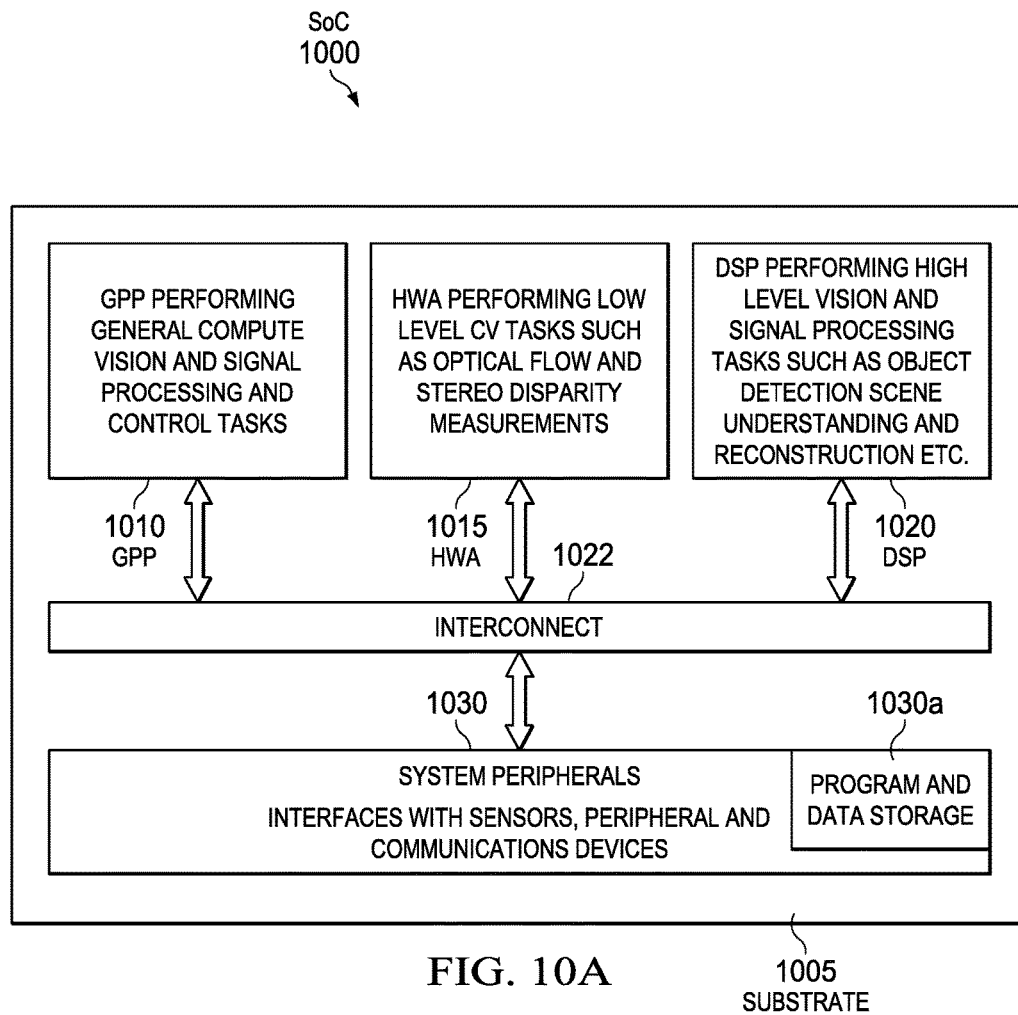 SoC
1000
GPP PERFORMING
GENERAL COMPUTE
VISION AND SIGNAL
PROCESSING AND
CONTROL TASKS
HWA PERFORMING LOW
LEVEL CV TASKS SUCH
AS OPTICAL FLOW AND
STEREO DISPARITY
MEASUREMENTS
DSP PERFORMING HIGH
LEVEL VISION AND
SIGNAL PROCESSING
TASKS SUCH AS OBJECT
DETECTION SCENE
UNDERSTANDING AND
RECONSTRUCTION ETC.
1010
GPP
1015
HWA
1022
1020
DSP
INTERCONNECT
1030
1030a
SYSTEM PERIPHERALS
INTERFACES WITH SENSORS, PERIPHERAL AND
COMMUNICATIONS DEVICES
PROGRAM AND
DATA STORAGE
FIG. 10A
1005
SUBSTRATE